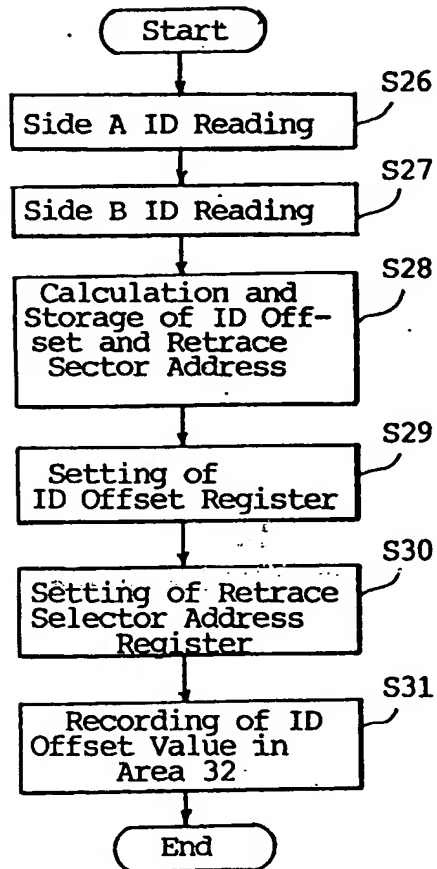 Start
S26
Side A ID Reading
S27
Side B ID Reading
S28
Calculation and
Storage of ID Off-
set and Retrace
Sector Address
S29
Setting of
ID Offset Register
S30
Setting of Retrace
Selector Address
Register
S31
Recording of ID
Offset Value in
Area 32
End